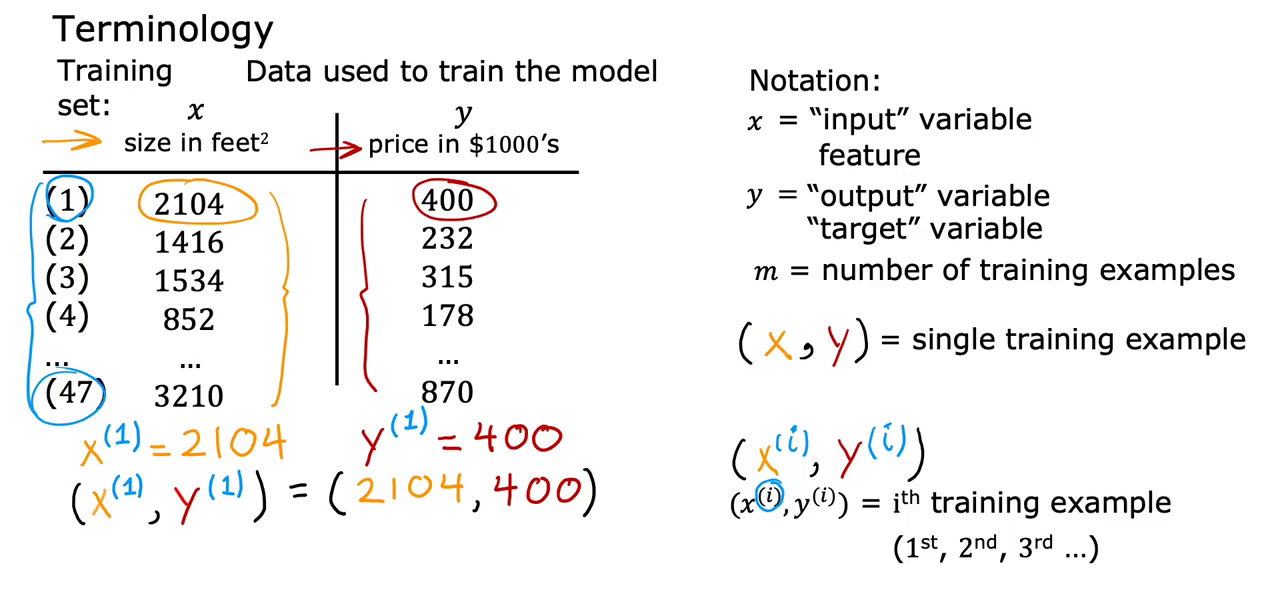 Terminology
Training set: Data used to train the model
x y
size in feet² price in $1000's
(1) 2104 400
(2) 1416 232
(3) 1534 315
(4) 852 178
... ... ...
(47) 3210 870
x⁽¹⁾ = 2104 y⁽¹⁾ = 400
(x⁽¹⁾, y⁽¹⁾) = (2104, 400)
Notation:
x = “input” variable
feature
y = “output” variable
“target” variable
m = number of training examples
(x, y) = single training example
(x⁽ⁱ⁾, y⁽ⁱ⁾)
(x⁽ⁱ⁾, y⁽ⁱ⁾) = iᵗʰ training example
(1ˢᵗ, 2ⁿᵈ, 3ʳᵈ ...)